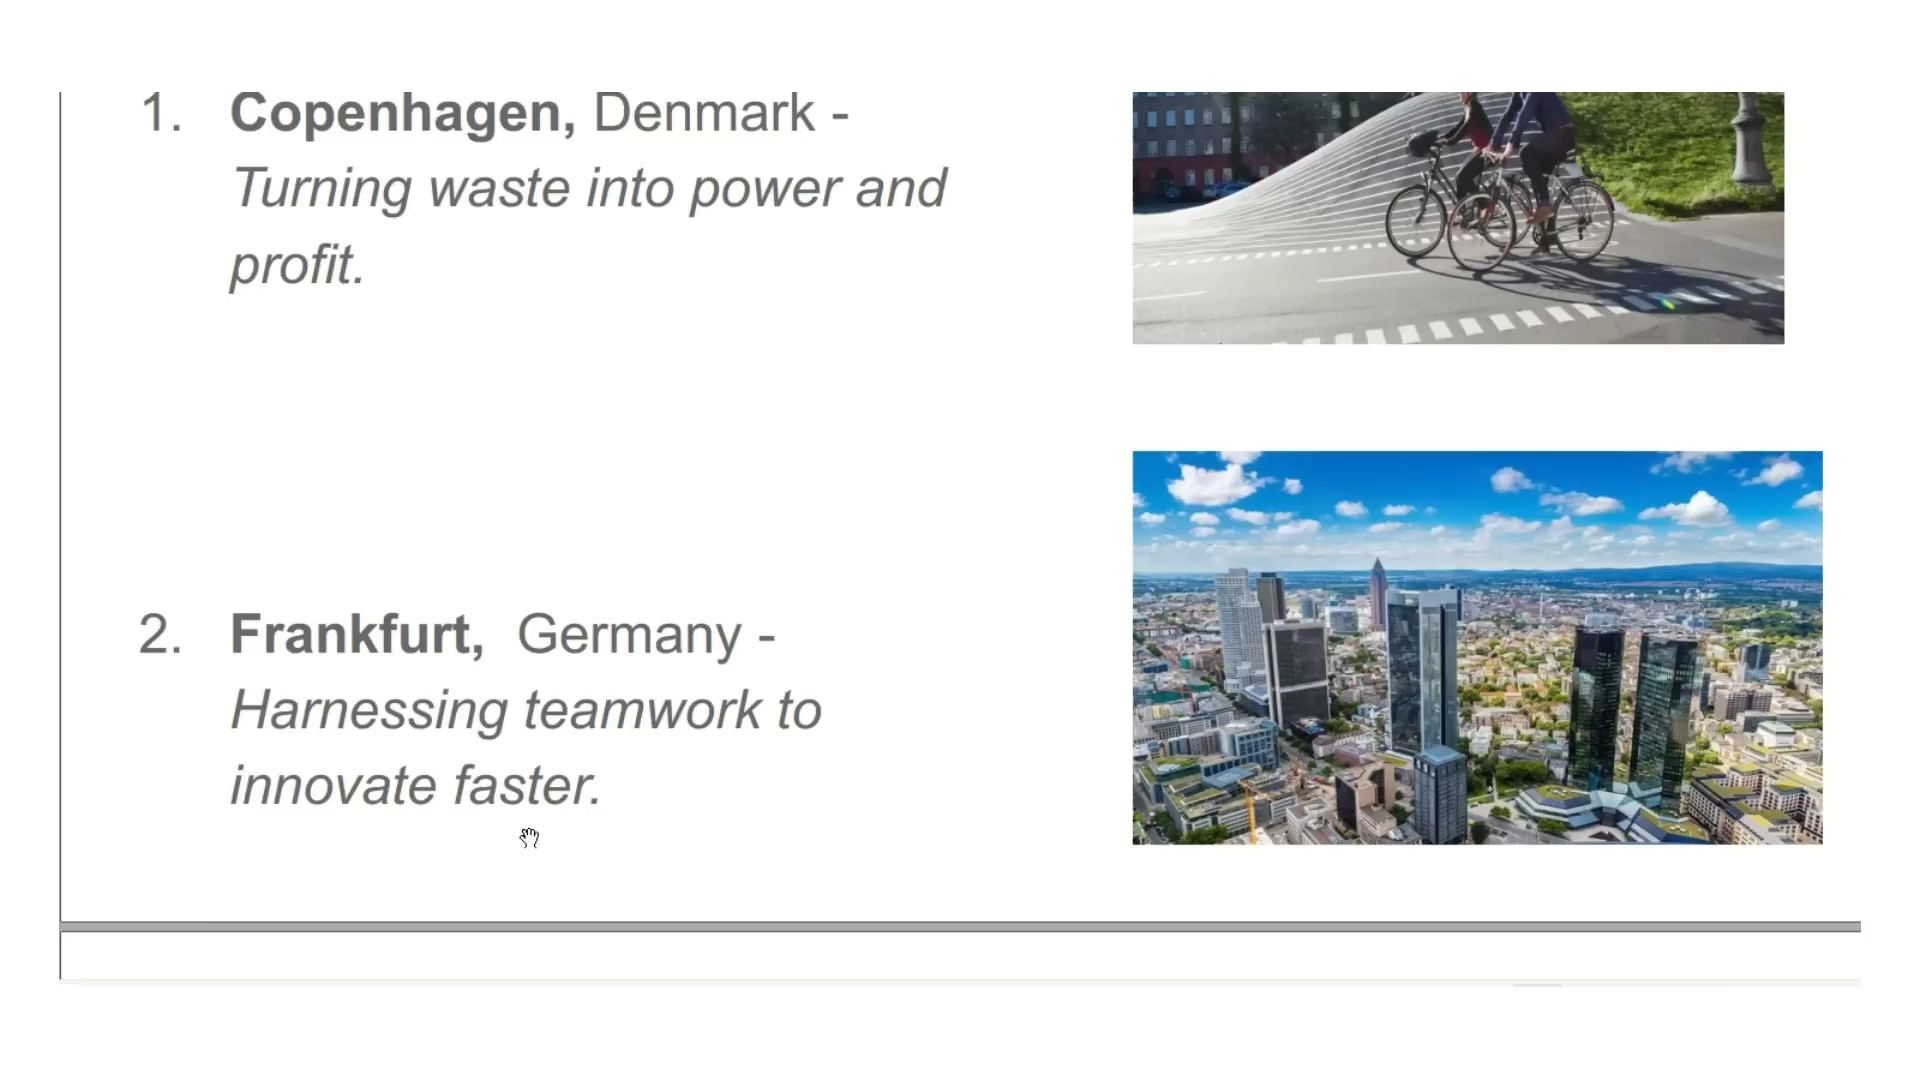 1. Copenhagen, Denmark -
Turning waste into power and
profit.
2. Frankfurt, Germany -
Harnessing teamwork to
innovate faster.